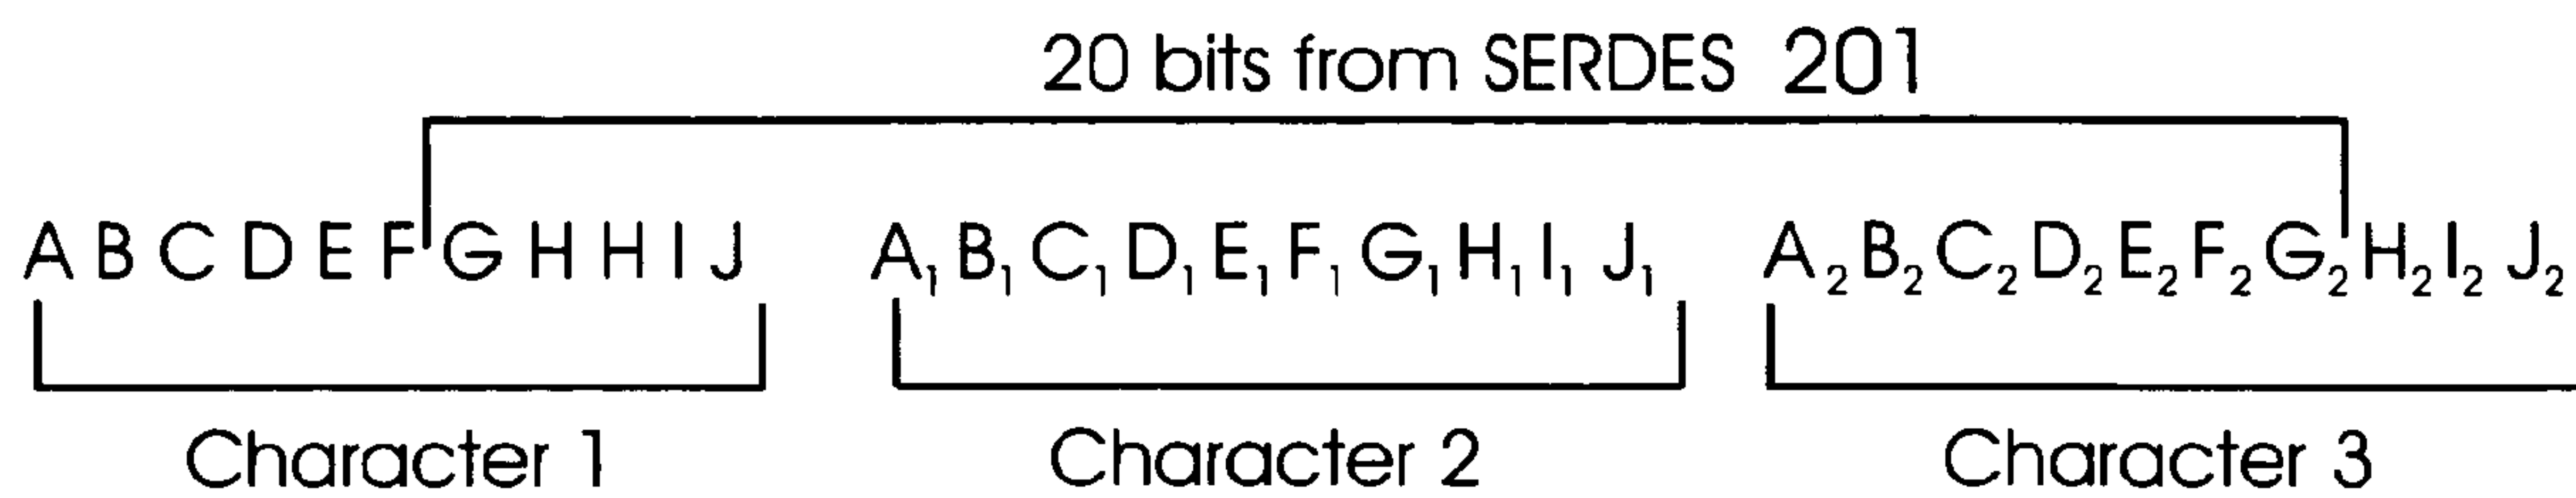 20 bits from SERDES 201
A B C D E F G H H I J A₁ B₁ C₁ D₁ E₁ F₁ G₁ H₁ I₁ J₁ A₂ B₂ C₂ D₂ E₂ F₂ G₂ H₂ I₂ J₂
Character 1 Character 2 Character 3